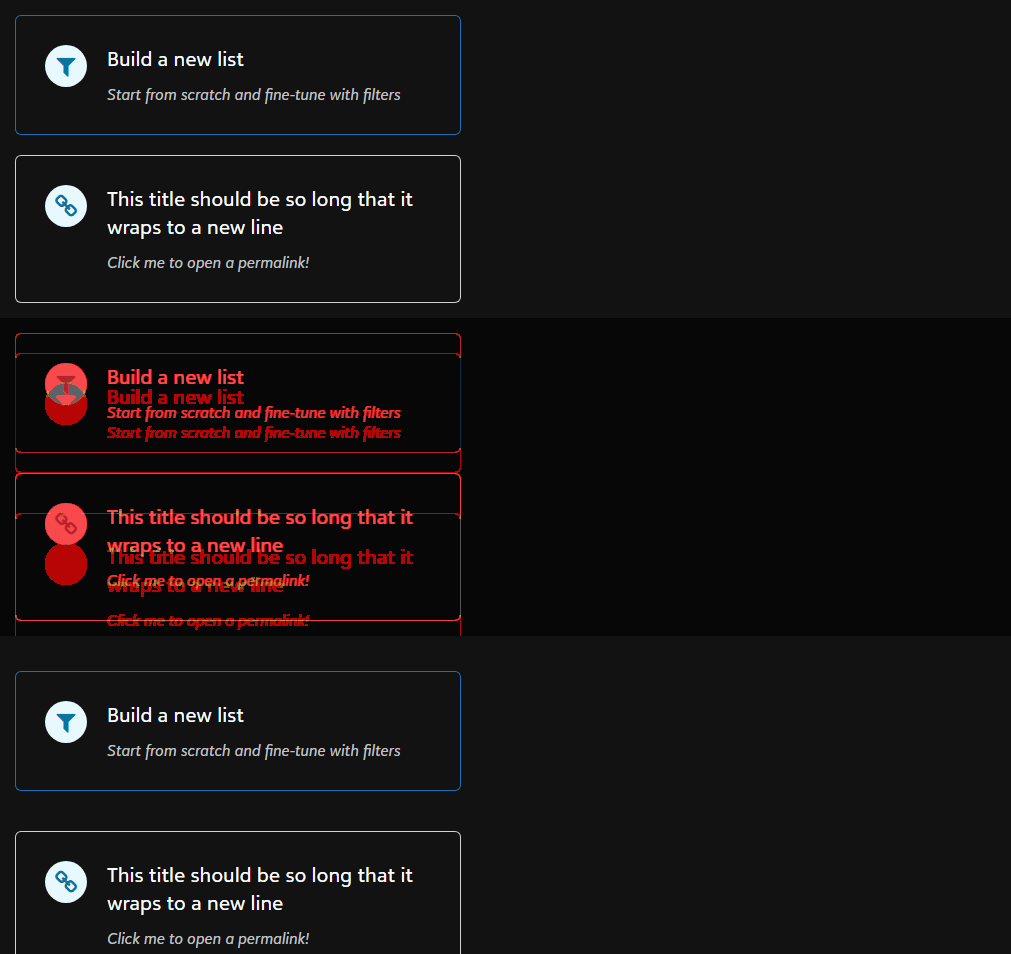 Build a new list
Start from scratch and fine-tune with filters
This title should be so long that it
wraps to a new line
Click me to open a permalink!
Build a new list
Build a new list
Start from scratch and fine-tune with filters
Start from scratch and fine-tune with filters
This title should be so long that it
wraps to a new line
This title should be so long that it
Click me to open a permalink!
wraps to a new line
Click me to open a permalink!
Build a new list
Start from scratch and fine-tune with filters
This title should be so long that it
wraps to a new line
Click me to open a permalink!